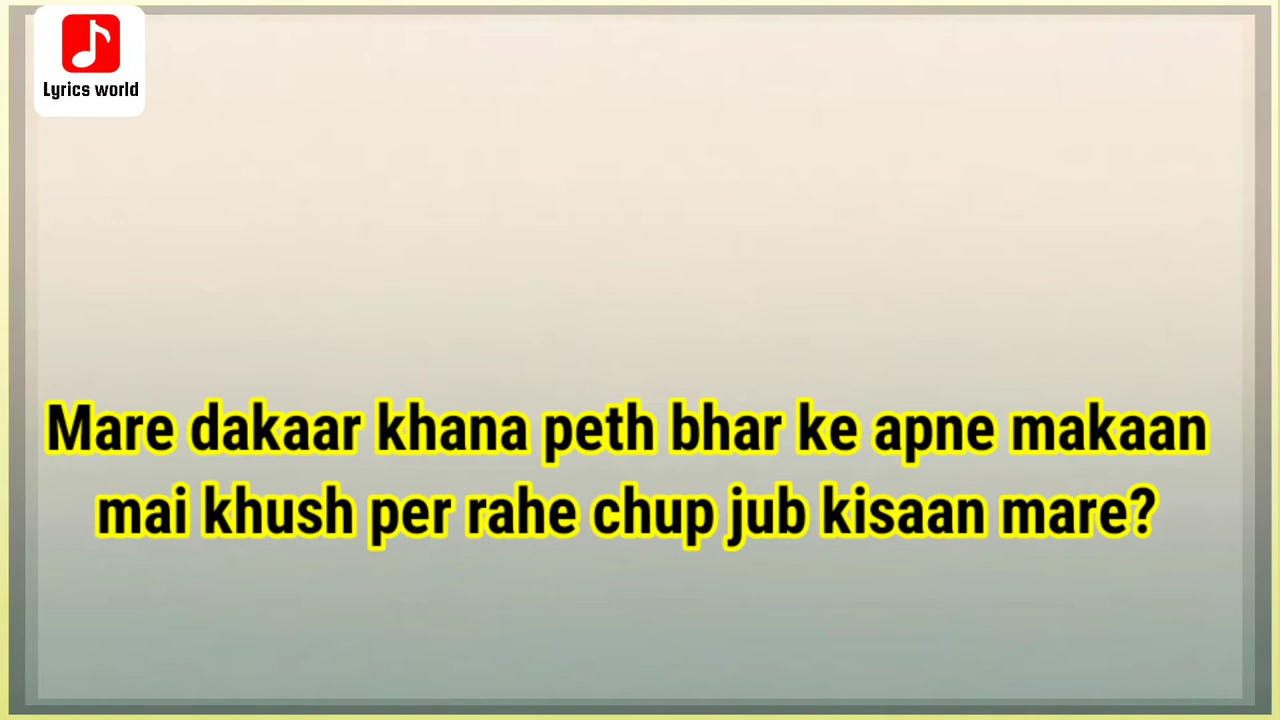 Lyrics world
Mare dakaar khana peth bhar ke apne makaan
mai khush per rahe chup jub kisaan mare?